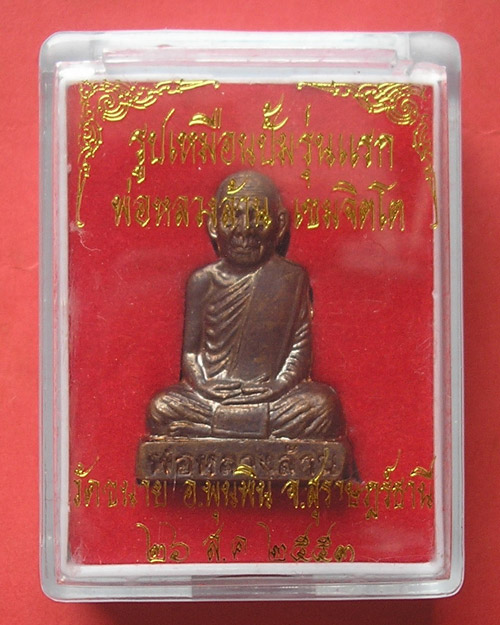 รูปเหมือนปั้มรุ่นแรก
พ่อหลวงล้าน เขมจิตโต
พ่อหลวงล้าน
วัดขนาย อ.พุนพิน จ.สุราษฎร์ธานี
๒๖ ส.ค ๒๕๕๓